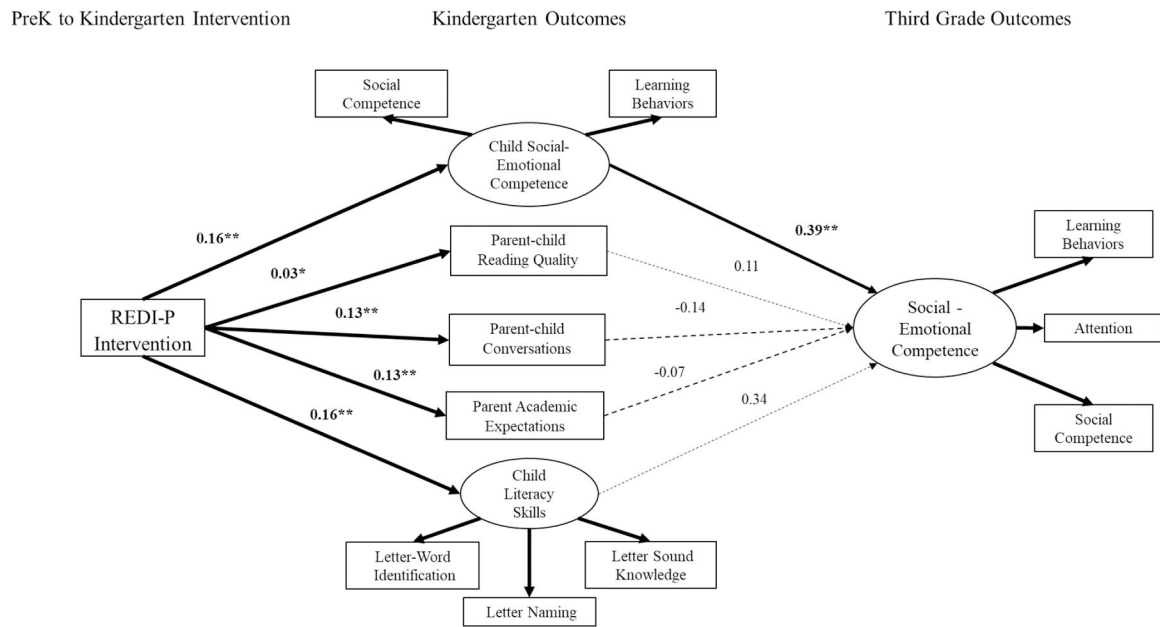 PreK to Kindergarten Intervention
Kindergarten Outcomes
Third Grade Outcomes
Social
Competence
Learning
Behaviors
Child Social-
Emotional
Competence
0.16**
0.39**
Parent-child
Reading Quality
0.03*
0.11
Learning
Behaviors
REDI-P
Intervention
0.13**
Parent-child
Conversations
-0.14
Social -
Emotional
Competence
Attention
0.13**
-0.07
Parent Academic
Expectations
0.16**
0.34
Social
Competence
Child
Literacy
Skills
Letter-Word
Identification
Letter Sound
Knowledge
Letter Naming